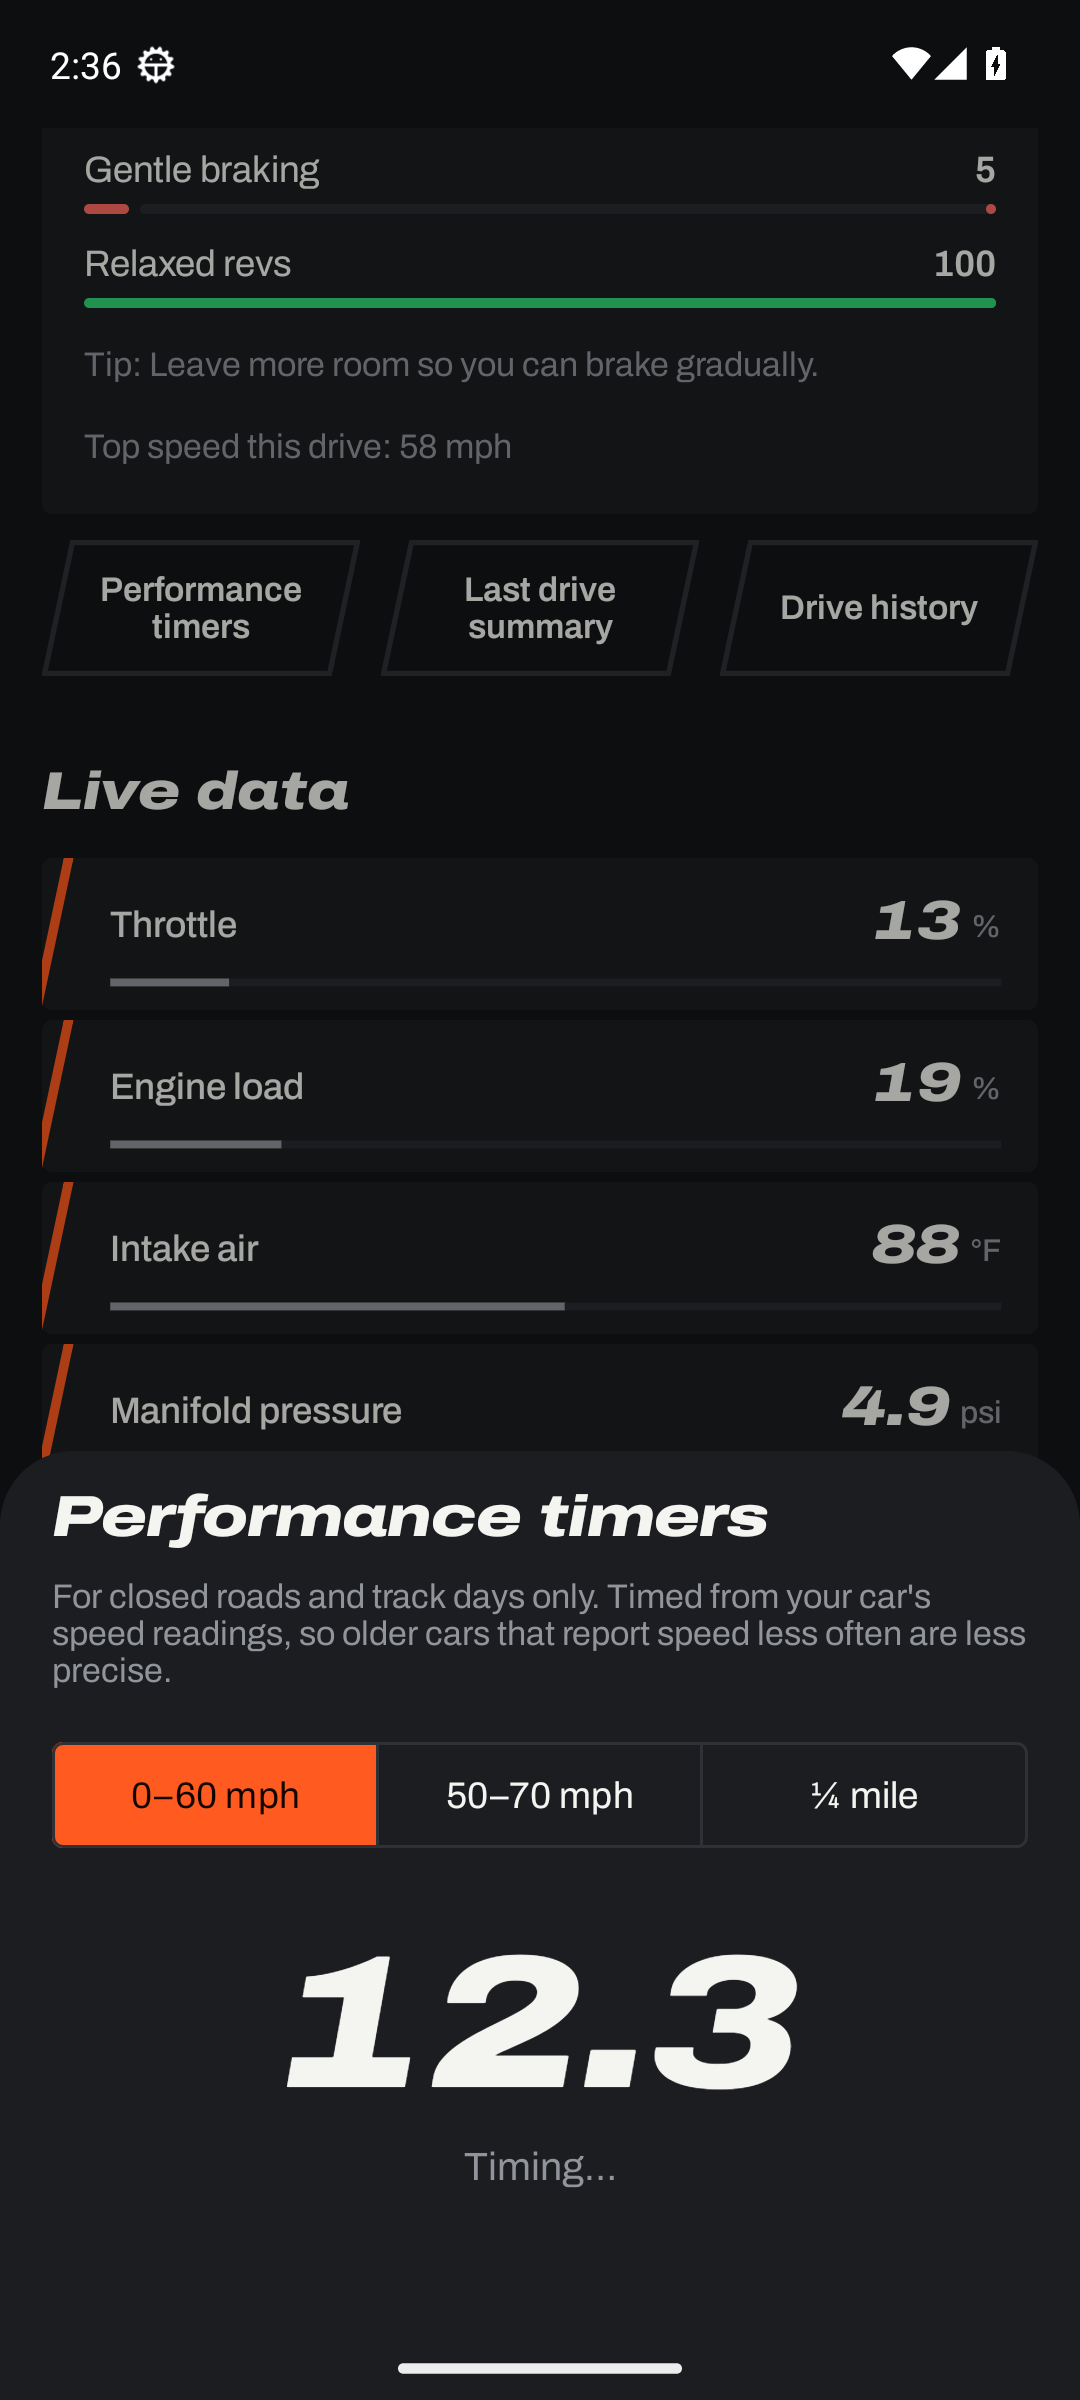 2:36
Gentle braking 5
Relaxed revs 100
Tip: Leave more room so you can brake gradually.
Top speed this drive: 58 mph
Performance
timers
Last drive
summary
Drive history
Live data
Throttle 13 %
Engine load 19 %
Intake air 88 °F
Manifold pressure 4.9 psi
Performance timers
For closed roads and track days only. Timed from your car's
speed readings, so older cars that report speed less often are less
precise.
0–60 mph 50–70 mph ¼ mile
12.3
Timing...